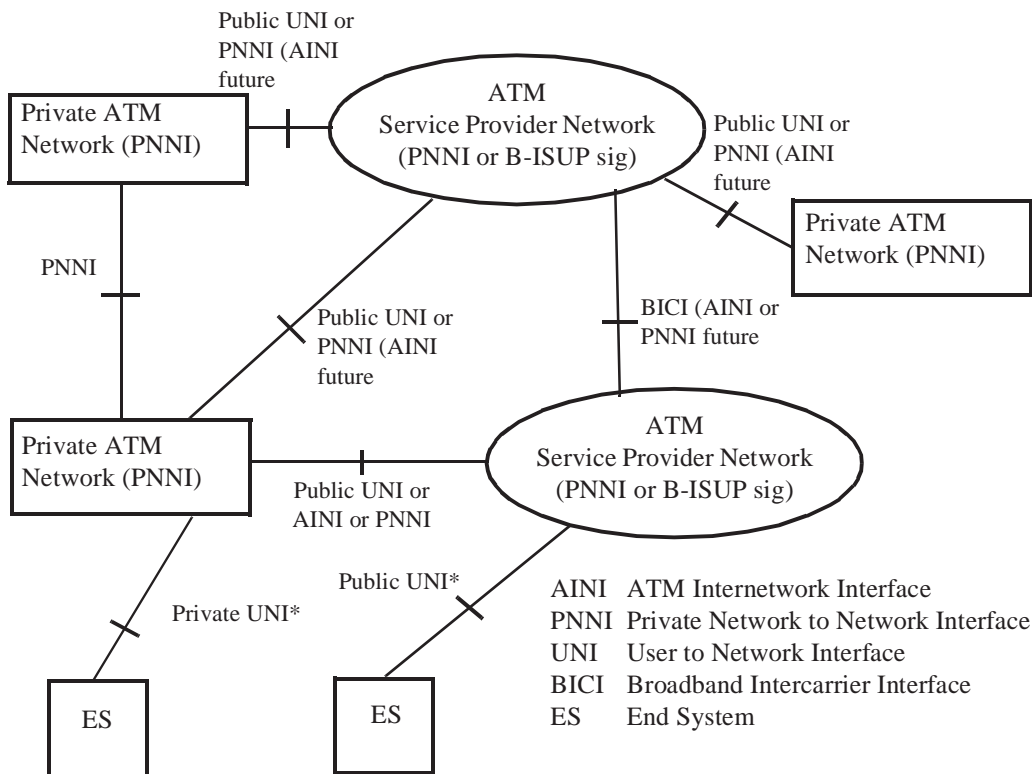 Public UNI or
PNNI (AINI
future
ATM
Service Provider Network
(PNNI or B-ISUP sig)
Private ATM
Network (PNNI)
Public UNI or
PNNI (AINI
future
Private ATM
Network (PNNI)
PNNI
Public UNI or
PNNI (AINI
future
BICI (AINI or
PNNI future
Private ATM
Network (PNNI)
ATM
Service Provider Network
(PNNI or B-ISUP sig)
Public UNI or
AINI or PNNI
Public UNI*
Private UNI*
AINI ATM Internetwork Interface
PNNI Private Network to Network Interface
UNI User to Network Interface
BICI Broadband Intercarrier Interface
ES End System
ES
ES